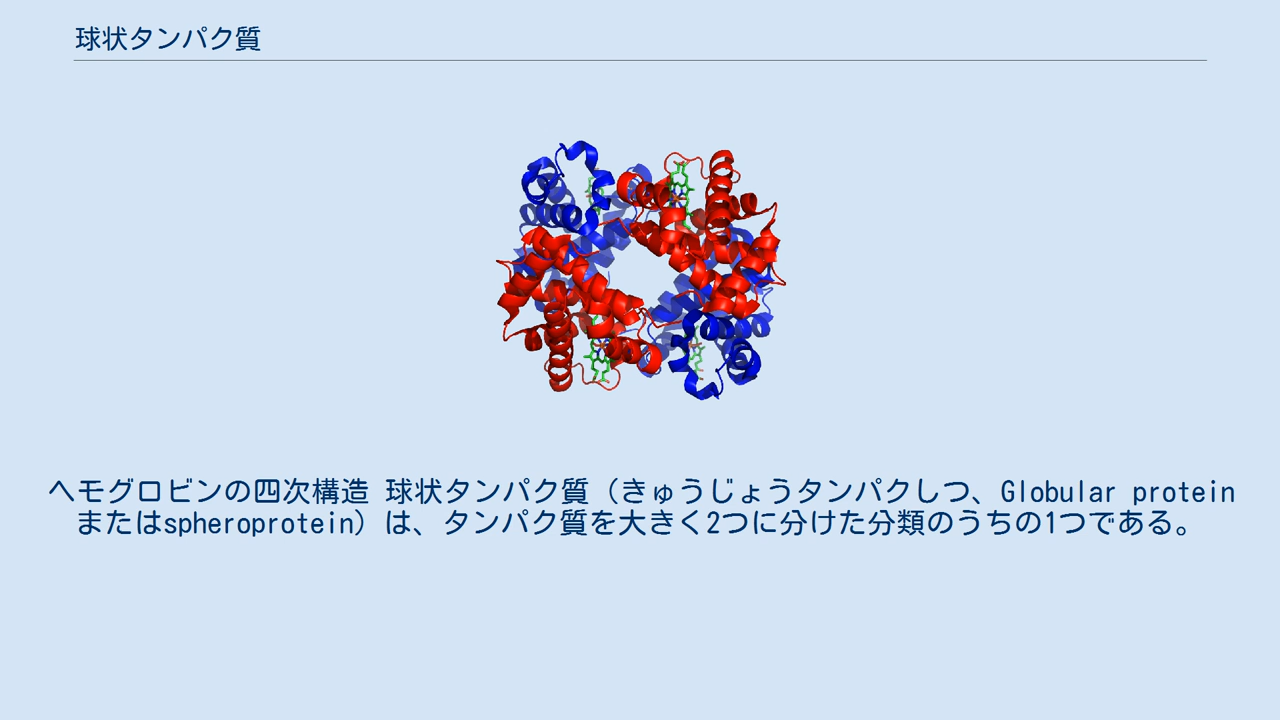 球状タンパク質
ヘモグロビンの四次構造 球状タンパク質（きゅうじょうタンパクしつ、Globular protein
またはspheroprotein）は、タンパク質を大きく2つに分けた分類のうちの1つである。